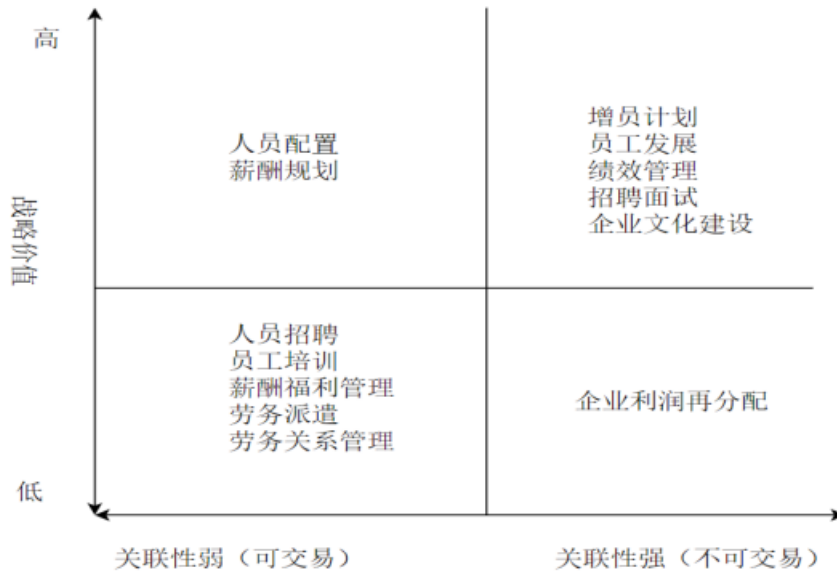 高
人员配置
薪酬规划
增员计划
员工发展
绩效管理
招聘面试
企业文化建设
战略价值
人员招聘
员工培训
薪酬福利管理
劳务派遣
劳务关系管理
企业利润再分配
低
关联性弱（可交易）
关联性强（不可交易）